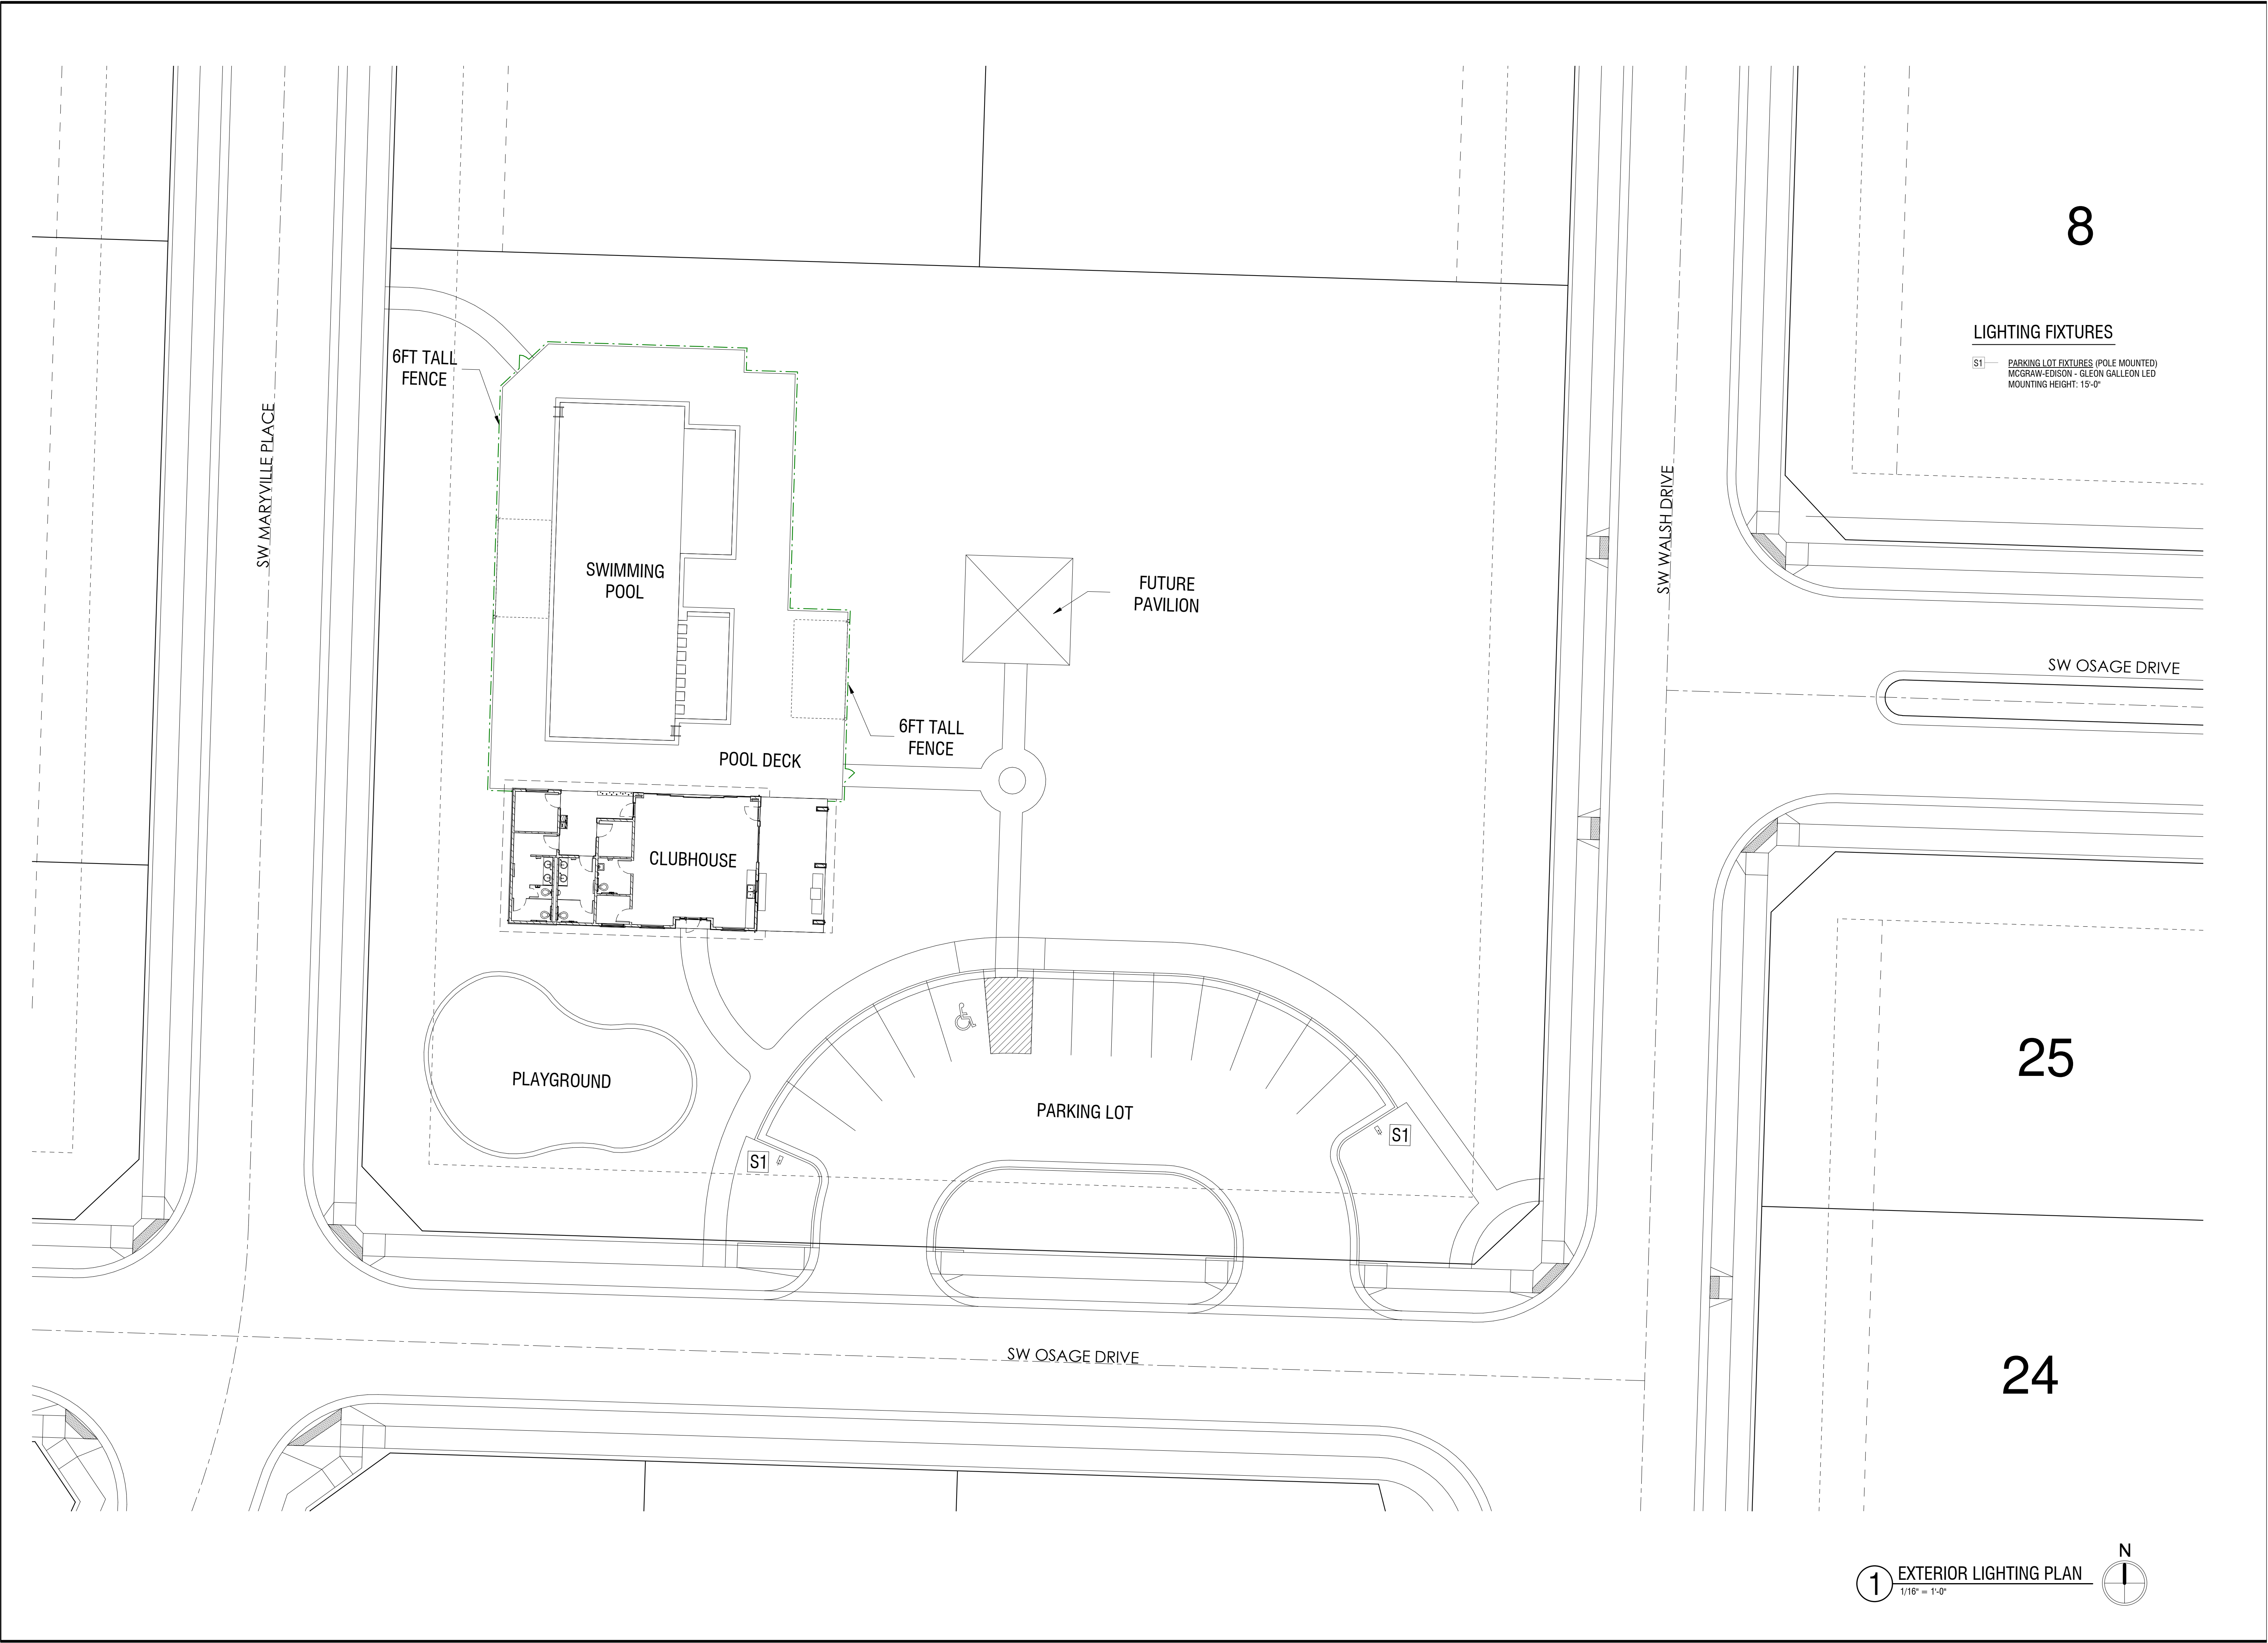 8
LIGHTING FIXTURES
S1
PARKING LOT FIXTURES (POLE MOUNTED)
MCGRAW-EDISON - GLEON GALLEON LED
MOUNTING HEIGHT: 15'-0"
6FT TALL
FENCE
SW MARYVILLE PLACE
SW WALSH DRIVE
SWIMMING
POOL
FUTURE
PAVILION
SW OSAGE DRIVE
6FT TALL
FENCE
POOL DECK
CLUBHOUSE
25
PLAYGROUND
PARKING LOT
S1
S1
SW OSAGE DRIVE
24
N
1
EXTERIOR LIGHTING PLAN
1/16" = 1'-0"